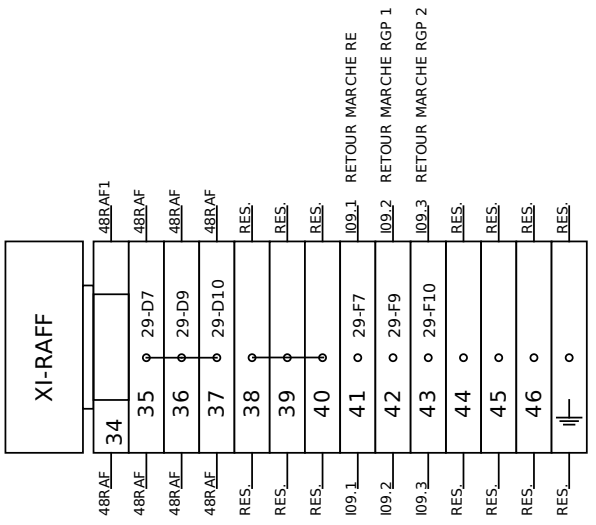 XI-RAFF
48RAF 34 48RAF1
48RAF 35 29-D7 48RAF
48RAF 36 29-D9 48RAF
48RAF 37 29-D10 48RAF
RES. 38 RES.
RES. 39 RES.
RES. 40 RES.
I09.1 41 29-F7 I09.1 RETOUR MARCHE RE
I09.2 42 29-F9 I09.2 RETOUR MARCHE RGP 1
I09.3 43 29-F10 I09.3 RETOUR MARCHE RGP 2
RES. 44 RES.
RES. 45 RES.
RES. 46 RES.
RES. RES.